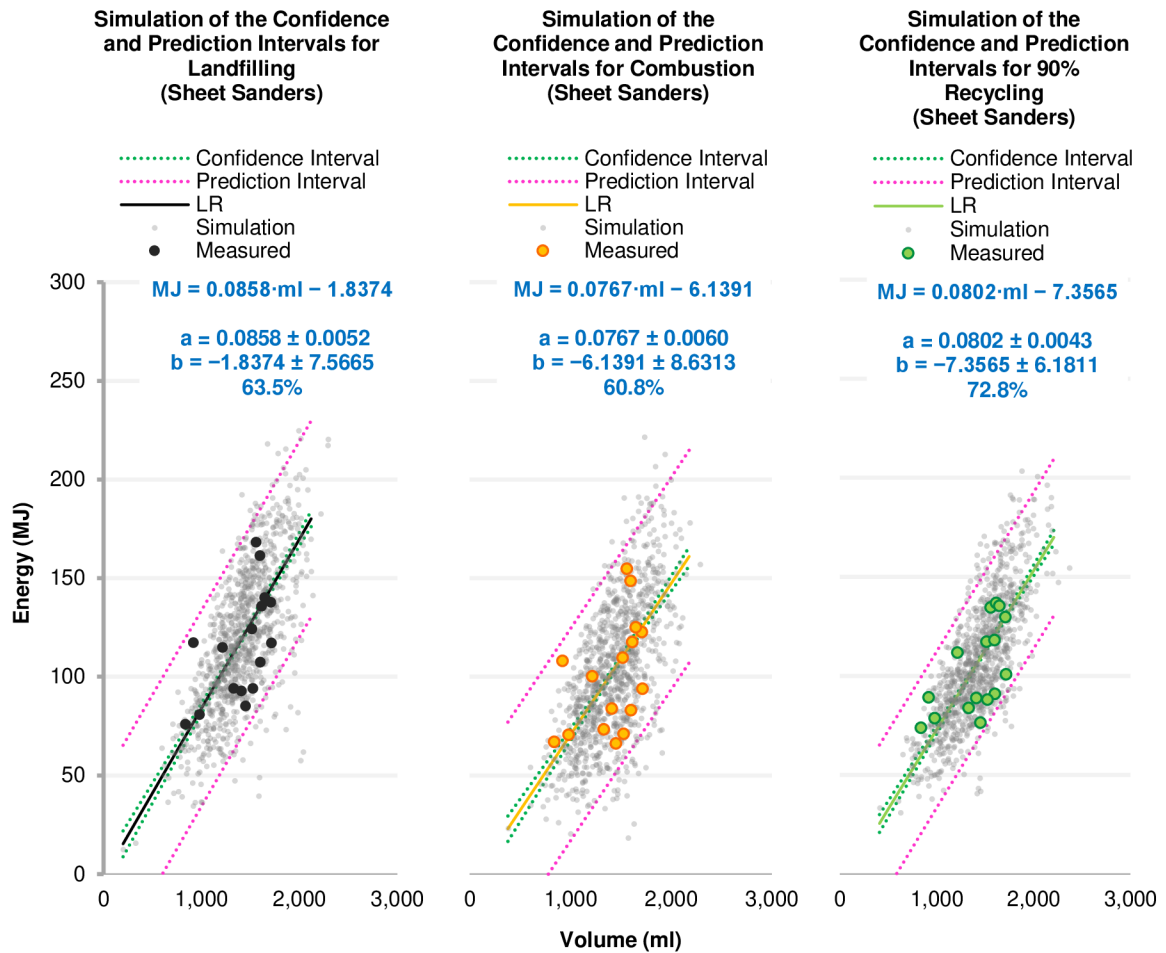 Simulation of the Confidence
and Prediction Intervals for
Landfilling
(Sheet Sanders)
Confidence Interval
Prediction Interval
LR
Simulation
Measured
MJ = 0.0858·ml − 1.8374
a = 0.0858 ± 0.0052
b = −1.8374 ± 7.5665
63.5%
Simulation of the
Confidence and Prediction
Intervals for Combustion
(Sheet Sanders)
Confidence Interval
Prediction Interval
LR
Simulation
Measured
MJ = 0.0767·ml − 6.1391
a = 0.0767 ± 0.0060
b = −6.1391 ± 8.6313
60.8%
Simulation of the
Confidence and Prediction
Intervals for 90%
Recycling
(Sheet Sanders)
Confidence Interval
Prediction Interval
LR
Simulation
Measured
MJ = 0.0802·ml − 7.3565
a = 0.0802 ± 0.0043
b = −7.3565 ± 6.1811
72.8%
Energy (MJ)
300
250
200
150
100
50
0
0 1,000 2,000 3,000
0 1,000 2,000 3,000
0 1,000 2,000 3,000
Volume (ml)